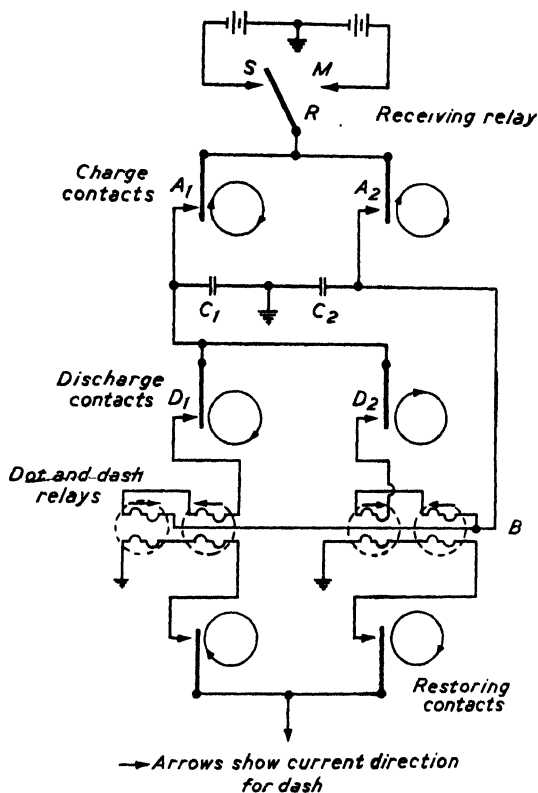 S M
R
Receiving relay
Charge
contacts
A1
A2
C1
C2
Discharge
contacts
D1
D2
Dot and dash
relays
B
Restoring
contacts
Arrows show current direction
for dash